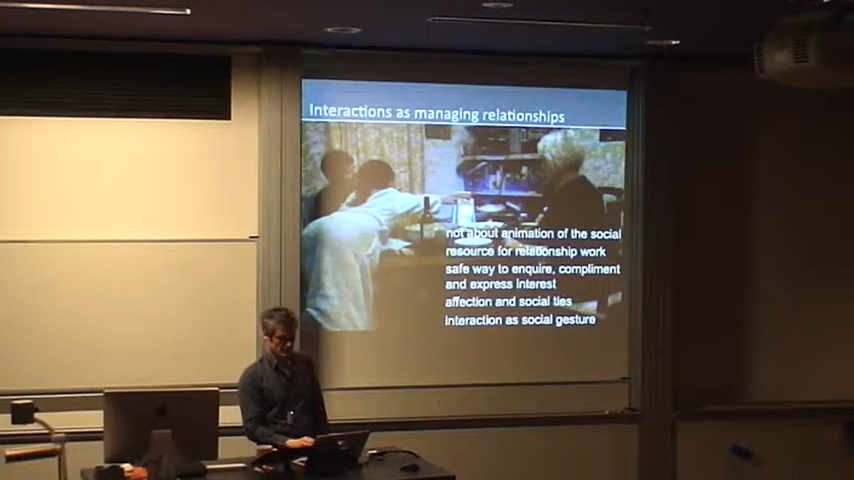 Interactions as managing relationships
not about animation of the social
resource for relationship work
safe way to enquire, compliment
and express interest
affection and social ties
interaction as social gesture